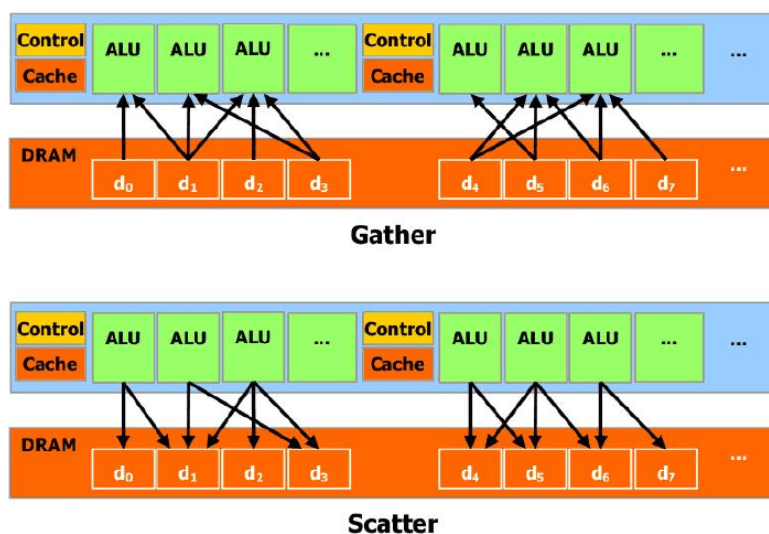 Control ALU ALU ALU ... Control ALU ALU ALU ... ...
Cache Cache
DRAM
d₀ d₁ d₂ d₃ d₄ d₅ d₆ d₇ ...
Gather
Control ALU ALU ALU ... Control ALU ALU ALU ... ...
Cache Cache
DRAM
d₀ d₁ d₂ d₃ d₄ d₅ d₆ d₇ ...
Scatter